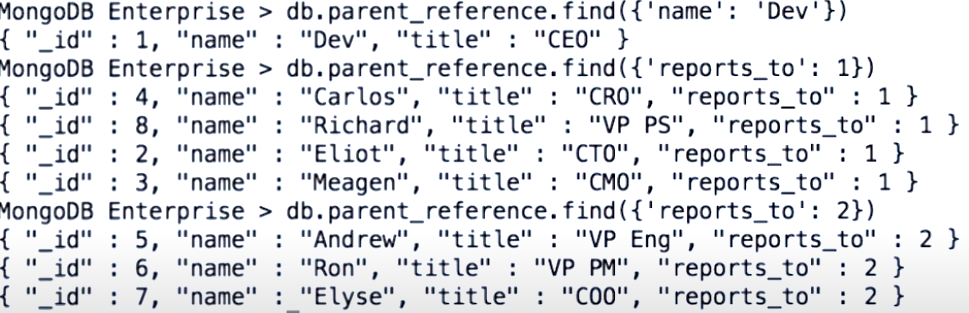 MongoDB Enterprise > db.parent_reference.find({'name': 'Dev'})
{ "_id" : 1, "name" : "Dev", "title" : "CEO" }
MongoDB Enterprise > db.parent_reference.find({'reports_to': 1})
{ "_id" : 4, "name" : "Carlos", "title" : "CRO", "reports_to" : 1 }
{ "_id" : 8, "name" : "Richard", "title" : "VP PS", "reports_to" : 1 }
{ "_id" : 2, "name" : "Eliot", "title" : "CTO", "reports_to" : 1 }
{ "_id" : 3, "name" : "Meagen", "title" : "CMO", "reports_to" : 1 }
MongoDB Enterprise > db.parent_reference.find({'reports_to': 2})
{ "_id" : 5, "name" : "Andrew", "title" : "VP Eng", "reports_to" : 2 }
{ "_id" : 6, "name" : "Ron", "title" : "VP PM", "reports_to" : 2 }
{ "_id" : 7, "name" : "Elyse", "title" : "COO", "reports_to" : 2 }